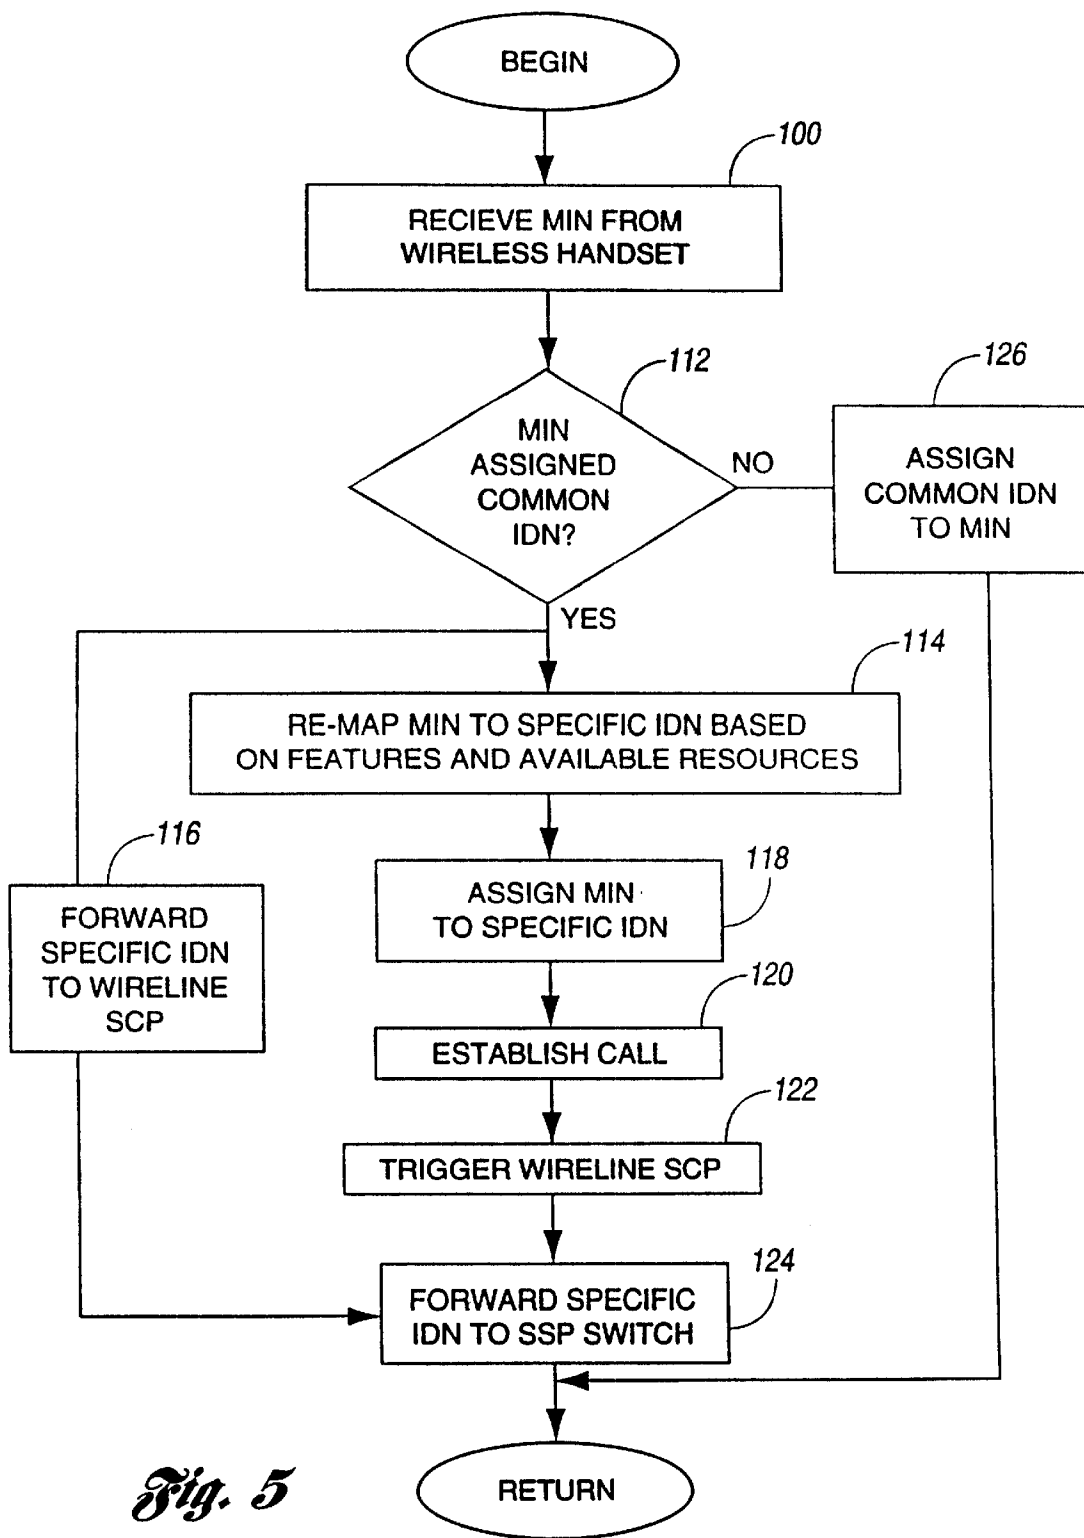 BEGIN
100
RECIEVE MIN FROM
WIRELESS HANDSET
112
126
MIN
ASSIGNED
COMMON
IDN?
NO
ASSIGN
COMMON IDN
TO MIN
YES
114
RE-MAP MIN TO SPECIFIC IDN BASED
ON FEATURES AND AVAILABLE RESOURCES
116
FORWARD
SPECIFIC IDN
TO WIRELINE
SCP
118
ASSIGN MIN
TO SPECIFIC IDN
120
ESTABLISH CALL
122
TRIGGER WIRELINE SCP
124
FORWARD SPECIFIC
IDN TO SSP SWITCH
RETURN
Fig. 5